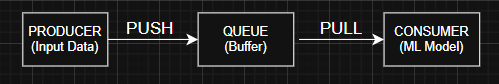 PRODUCER
(Input Data)
PUSH
QUEUE
(Buffer)
PULL
CONSUMER
(ML Model)